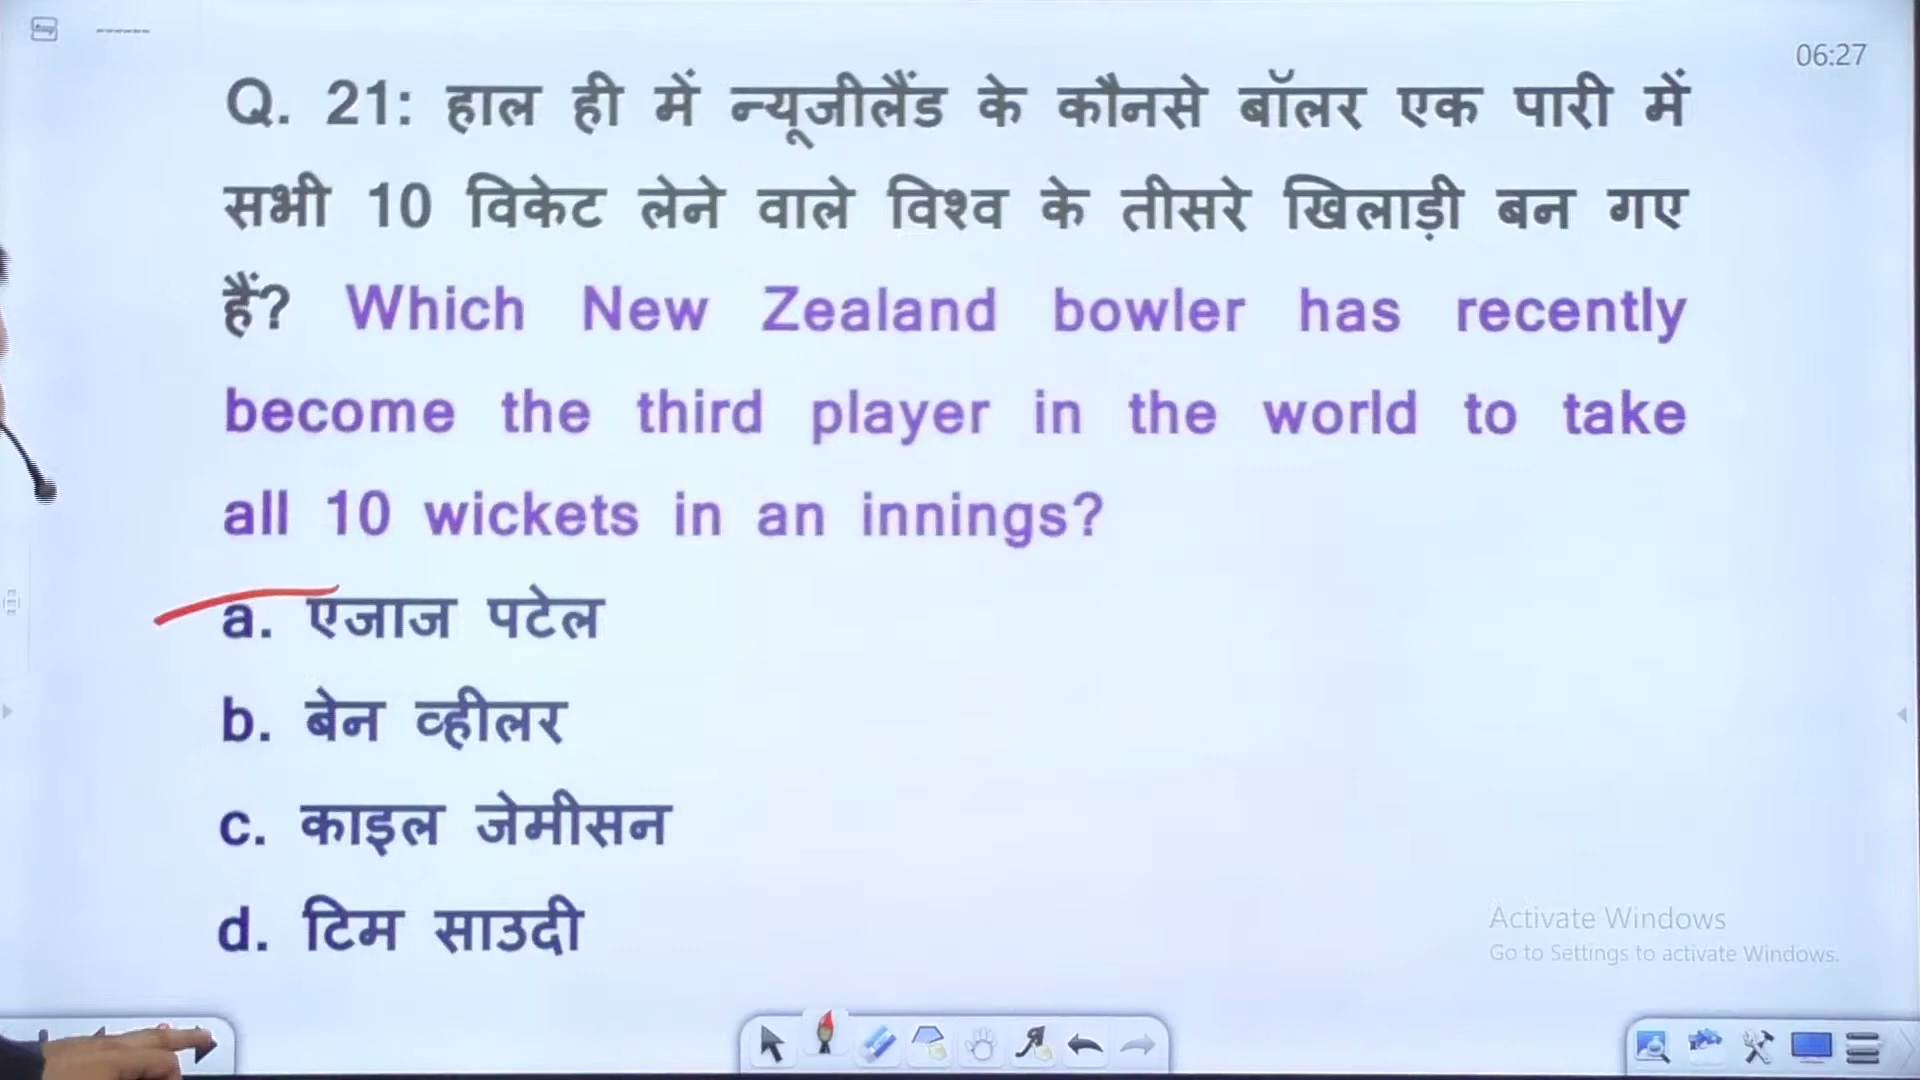 06:27
Q. 21: हाल ही में न्यूजीलैंड के कौनसे बॉलर एक पारी में
सभी 10 विकेट लेने वाले विश्व के तीसरे खिलाड़ी बन गए
हैं? Which New Zealand bowler has recently
become the third player in the world to take
all 10 wickets in an innings?
a. एजाज पटेल
b. बेन व्हीलर
c. काइल जेमीसन
d. टिम साउदी
Activate Windows
Go to Settings to activate Windows.